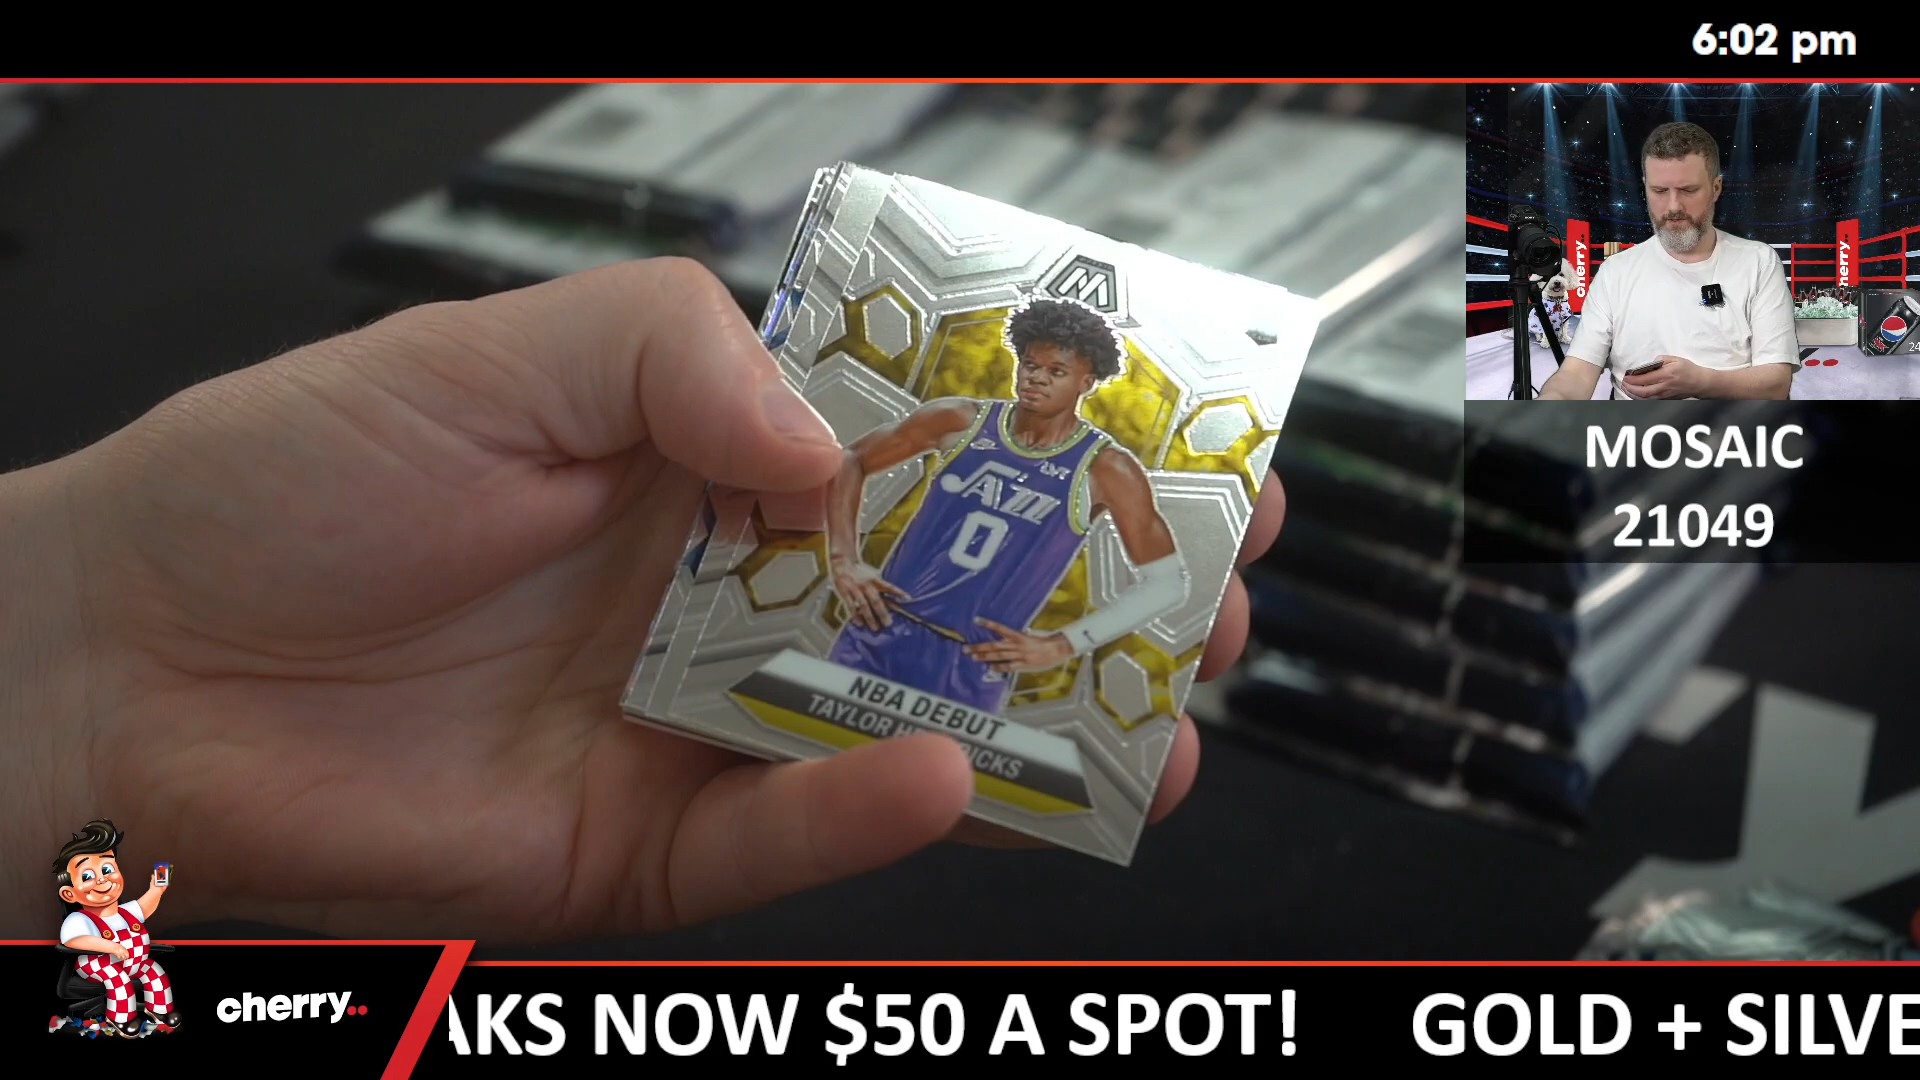 6:02 pm
cherry..
cherry..
MOSAIC
21049
JAZZ
0
NBA DEBUT
TAYLOR
cherry..
AKS NOW $50 A SPOT!
GOLD + SILVE